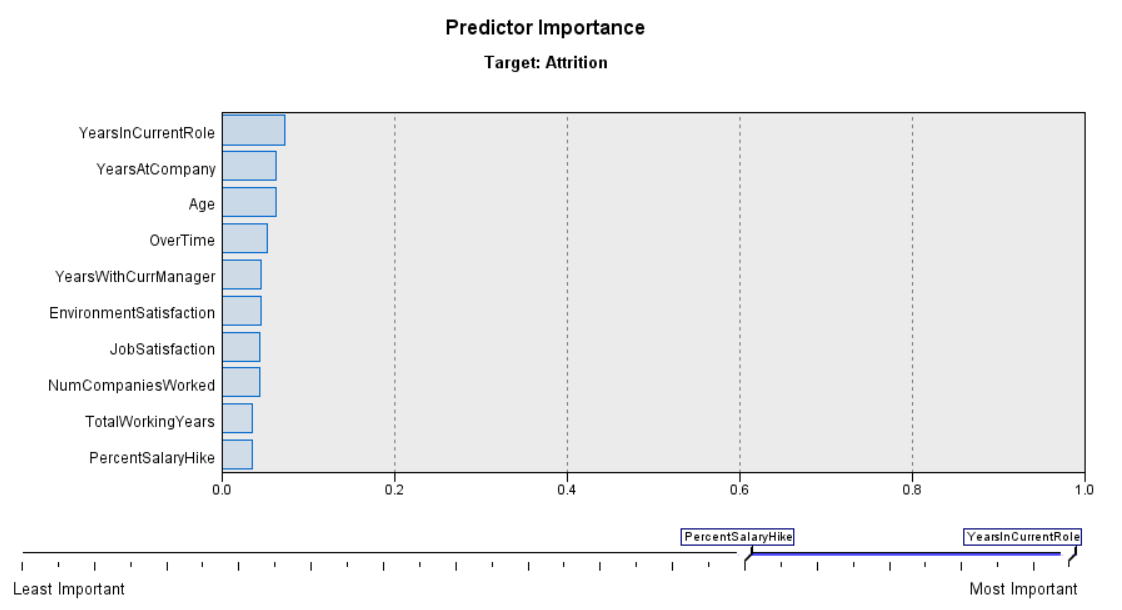 Predictor Importance
Target: Attrition
YearsInCurrentRole
YearsAtCompany
Age
OverTime
YearsWithCurrManager
EnvironmentSatisfaction
JobSatisfaction
NumCompaniesWorked
TotalWorkingYears
PercentSalaryHike
0.0 0.2 0.4 0.6 0.8 1.0
PercentSalaryHike YearsInCurrentRole
Least Important Most Important